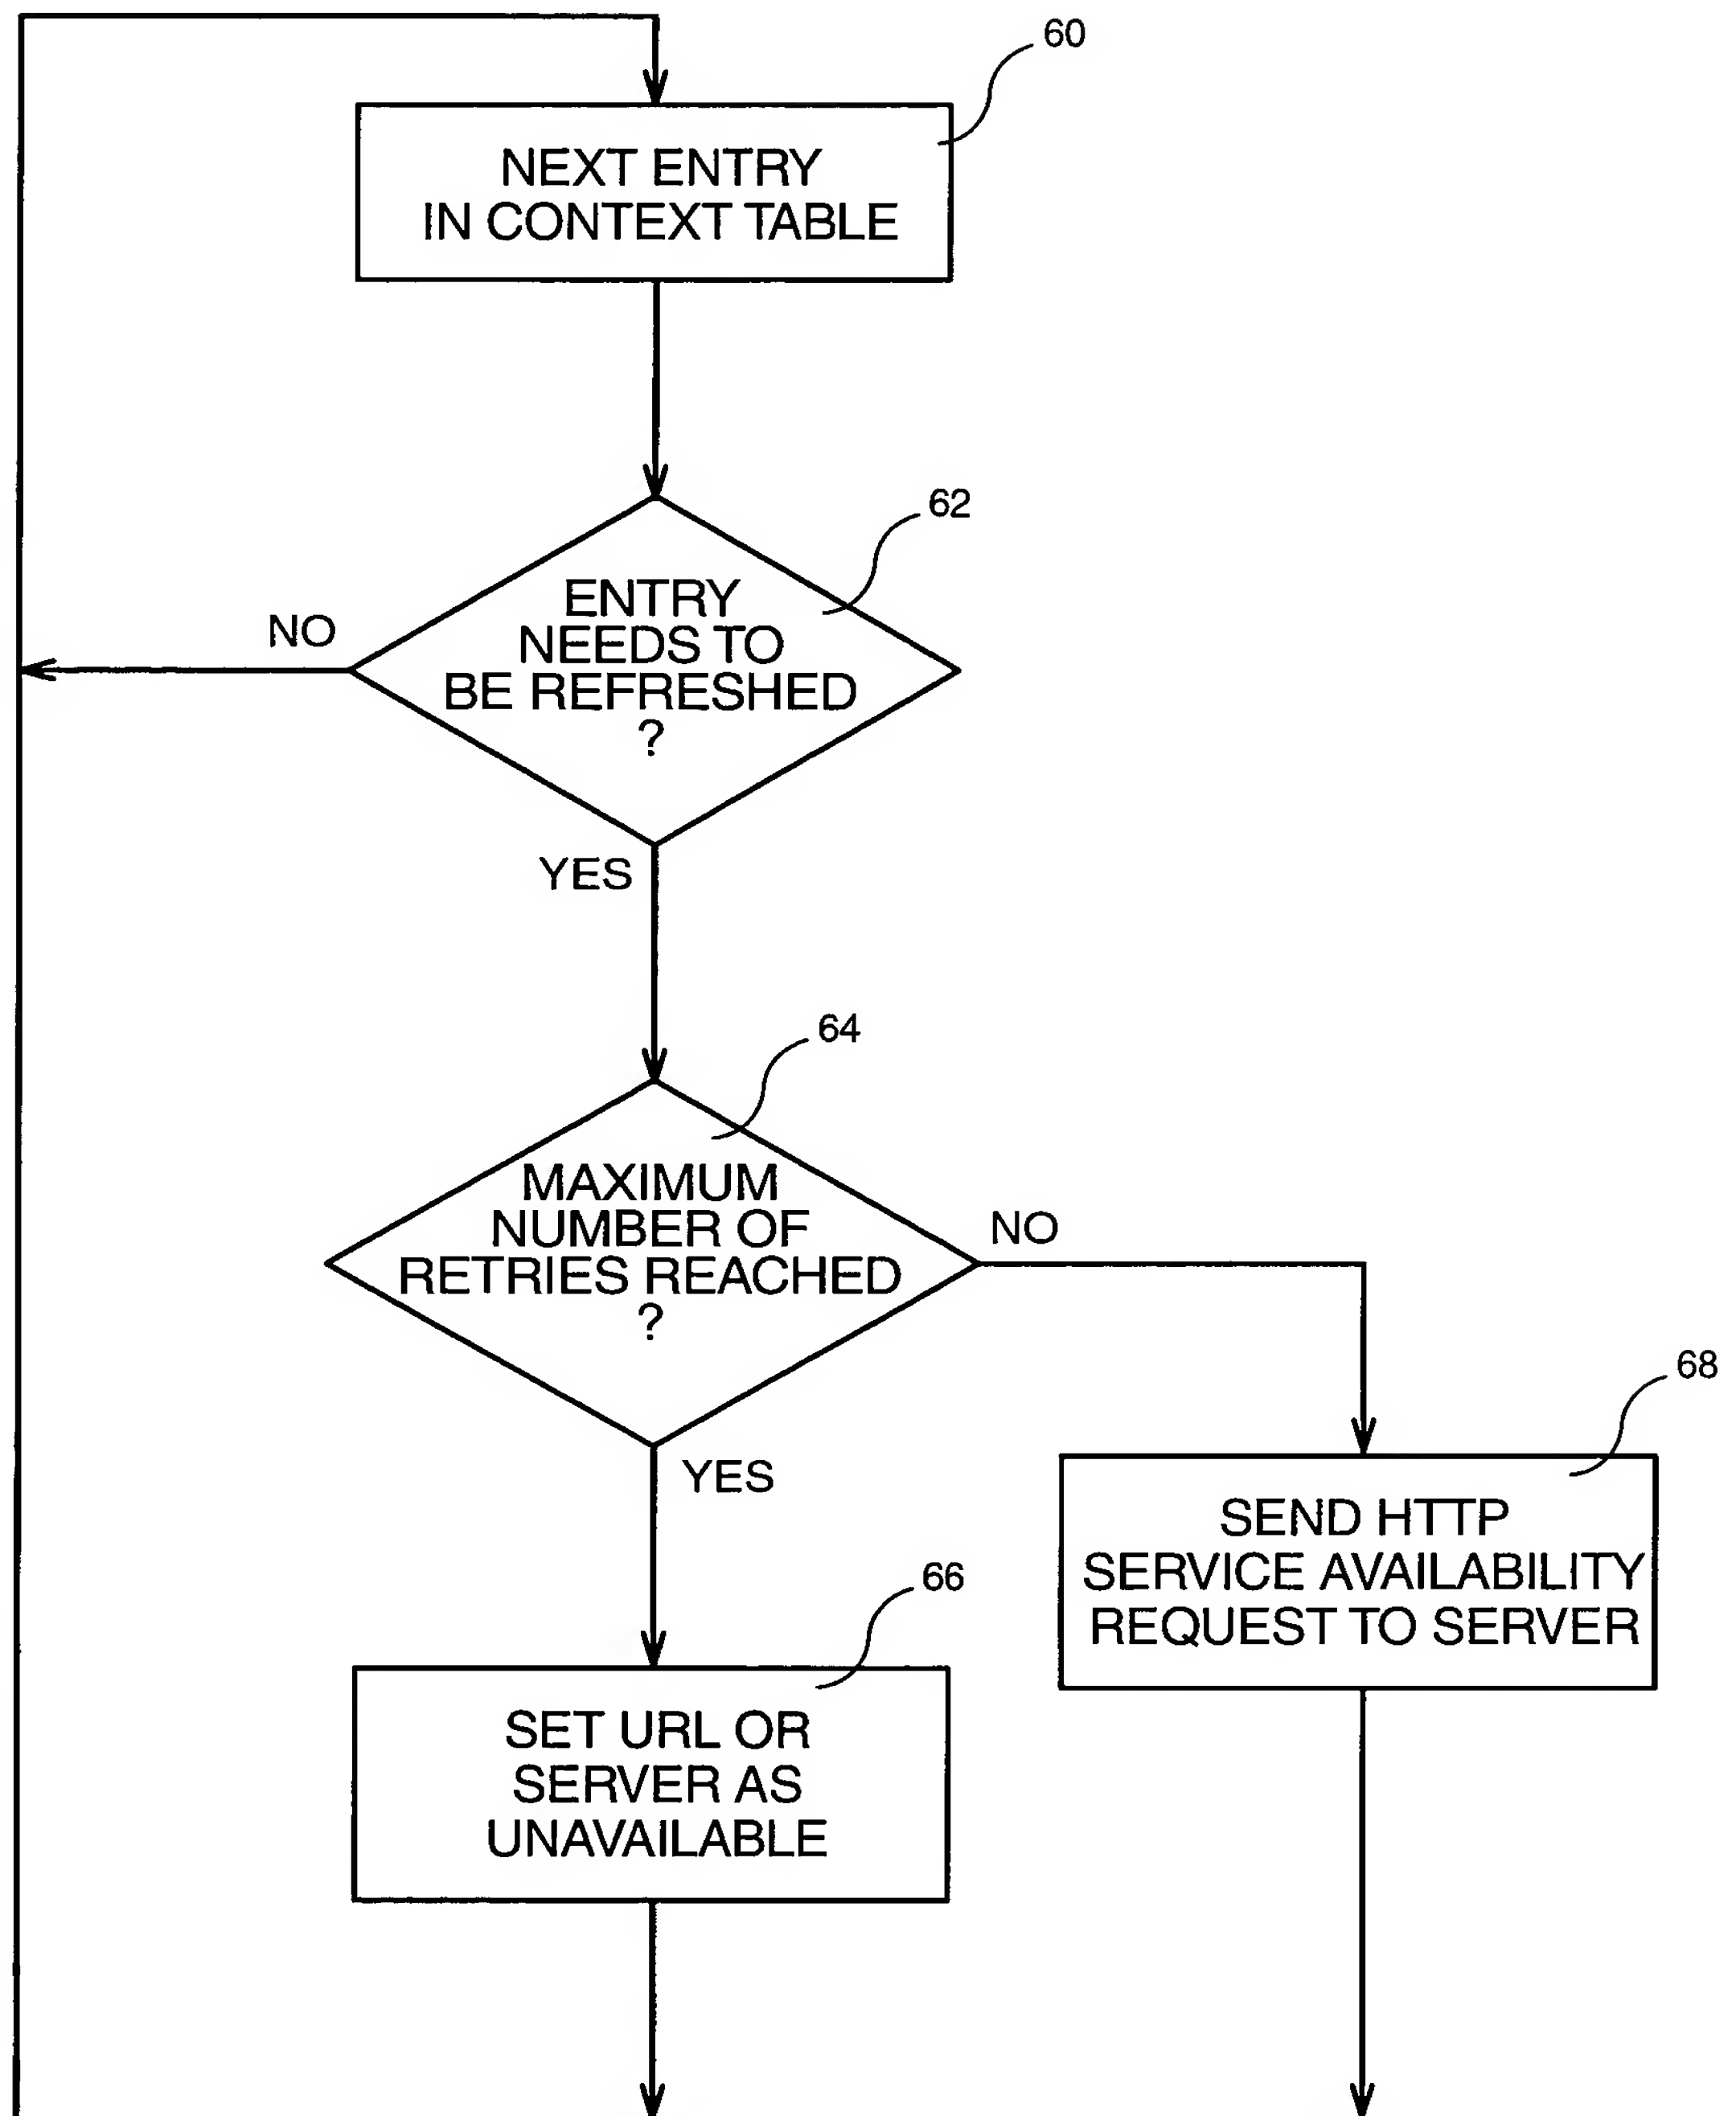 60
NEXT ENTRY
IN CONTEXT TABLE
62
ENTRY
NEEDS TO
BE REFRESHED
?
NO
YES
64
MAXIMUM
NUMBER OF
RETRIES REACHED
?
NO
YES
68
SEND HTTP
SERVICE AVAILABILITY
REQUEST TO SERVER
66
SET URL OR
SERVER AS
UNAVAILABLE